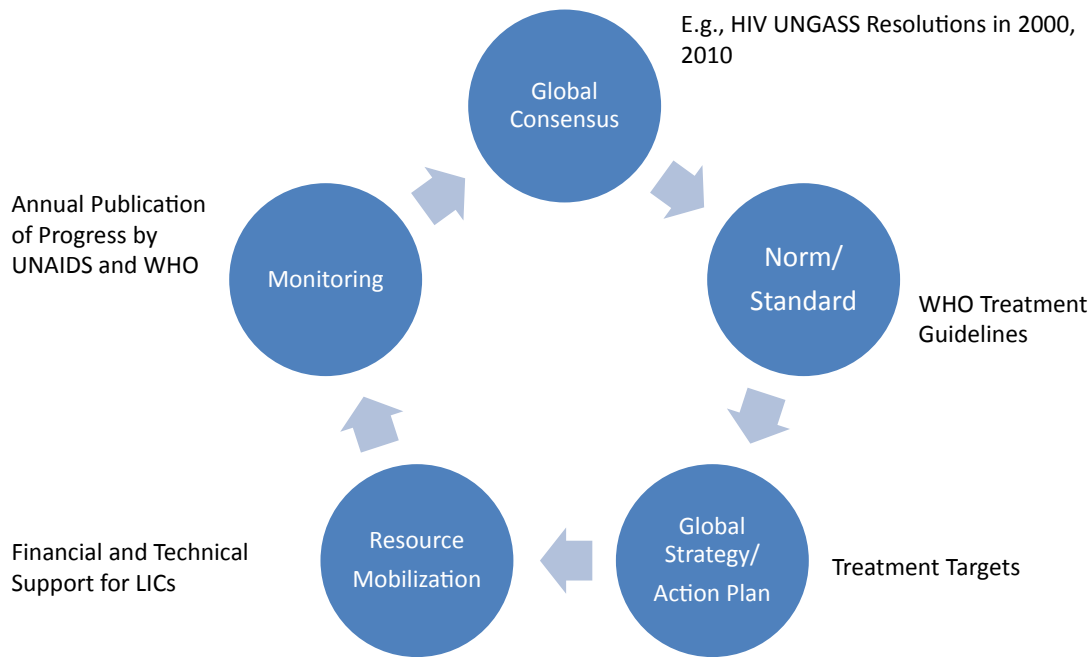 E.g., HIV UNGASS Resolutions in 2000,
2010
Global
Consensus
Norm/
Standard
WHO Treatment
Guidelines
Global
Strategy/
Action Plan
Treatment Targets
Resource
Mobilization
Financial and Technical
Support for LICs
Monitoring
Annual Publication
of Progress by
UNAIDS and WHO